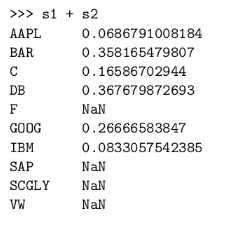 >>> s1 + s2
AAPL 0.0686791008184
BAR 0.358165479807
C 0.16586702944
DB 0.367679872693
F NaN
GOOG 0.26666583847
IBM 0.0833057542385
SAP NaN
SCGLY NaN
VW NaN